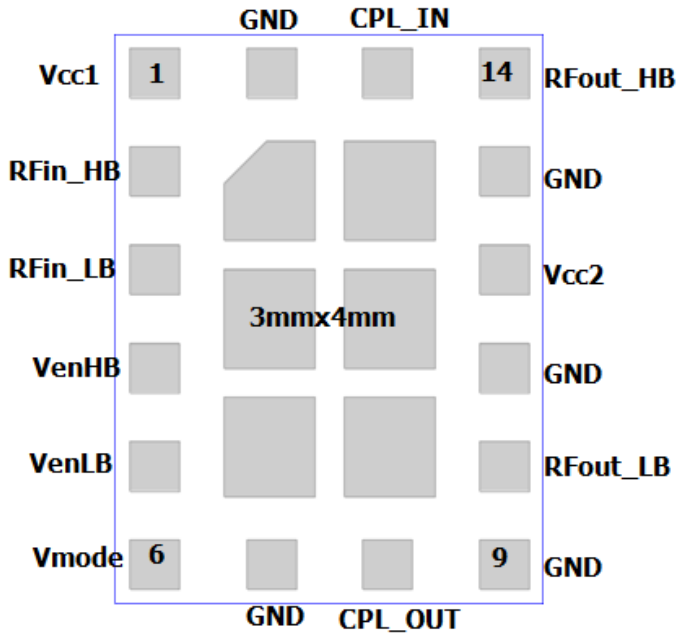 GND CPL_IN
Vcc1 1 14 RFout_HB
RFin_HB GND
RFin_LB Vcc2
3mmx4mm
VenHB GND
VenLB RFout_LB
Vmode 6 9 GND
GND CPL_OUT